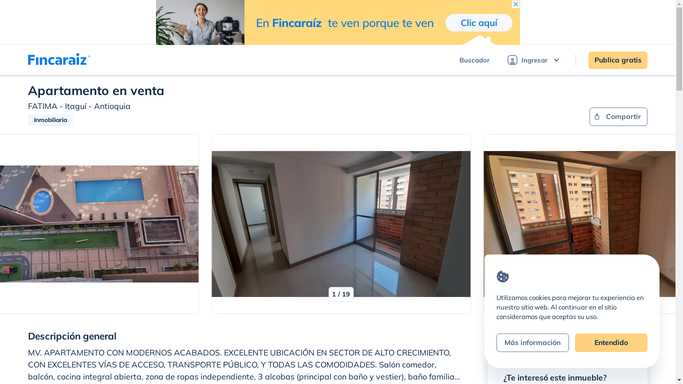 En Fincaraíz te ven porque te ven
Clic aquí
Fincaraiz
Buscador
Ingresar
Publica gratis
Apartamento en venta
FATIMA - Itaguí - Antioquia
Inmobiliaria
Compartir
1 / 19
Utilizamos cookies para mejorar tu experiencia en
nuestro sitio web. Al continuar en el sitio
consideramos que aceptas su uso.
Más información
Entendido
Descripción general
MV. APARTAMENTO CON MODERNOS ACABADOS. EXCELENTE UBICACIÓN EN SECTOR DE ALTO CRECIMIENTO,
CON EXCELENTES VÍAS DE ACCESO, TRANSPORTE PÚBLICO, Y TODAS LAS COMODIDADES. Salón comedor,
balcón, cocina integral abierta, zona de ropas independiente, 3 alcobas (principal con baño y vestier), baño familia...
¿Te interesó este inmueble?